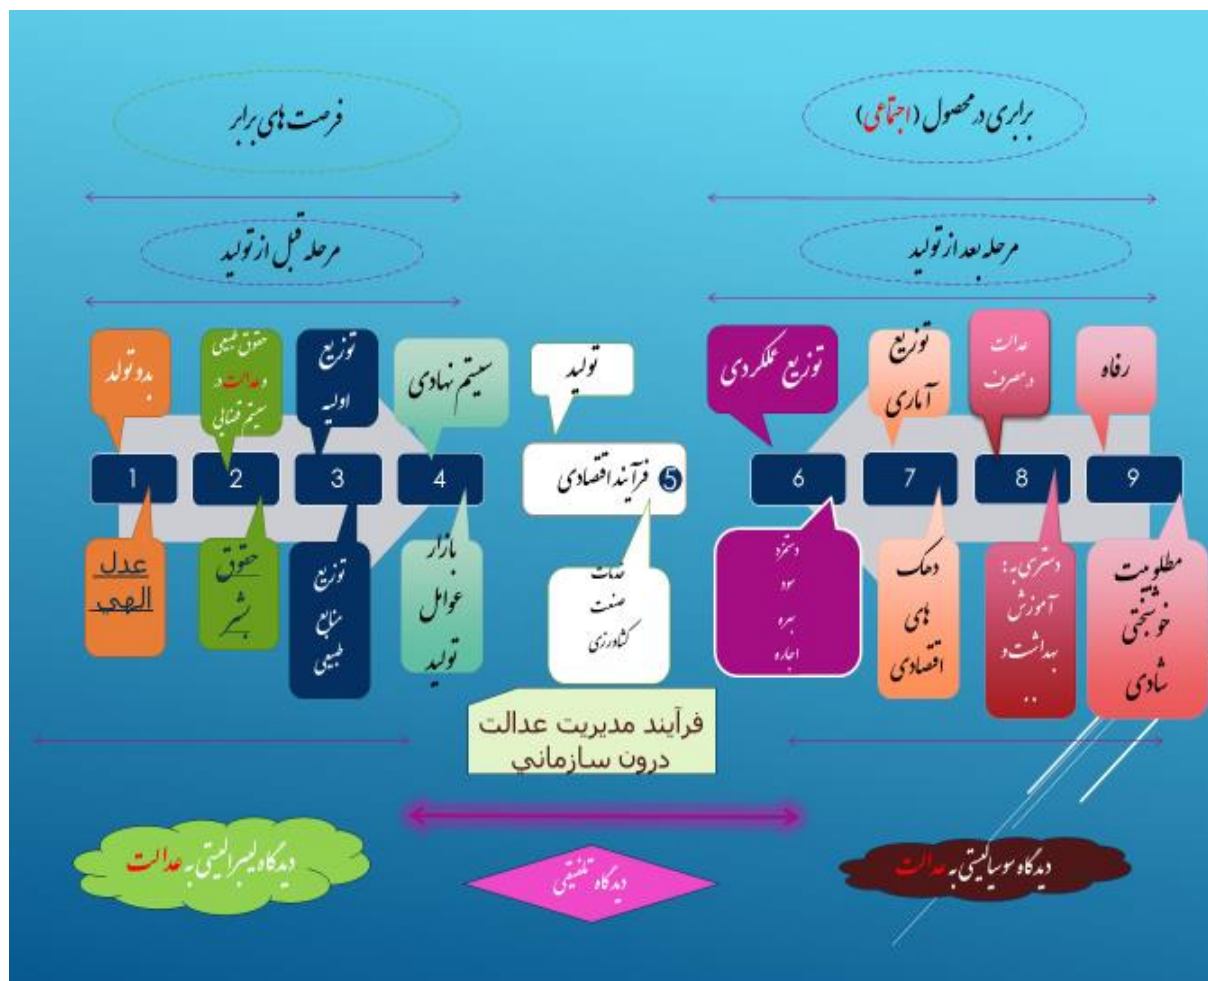 برابری در محصول (اجتماعی)
فرصت های برابر
مرحله بعد از تولید
مرحله قبل از تولید
بدو تولد
حقوق طبیعی
و عدالت در
سیستم قضایی
توزیع
اولیه
سیستم نهادی
تولید
توزیع عملکردی
توزیع
آماری
عدالت
در مصرف
رفاه
1
2
3
4
5 فرآیند اقتصادی
6
7
8
9
عدل
الهي
حقوق
بشر
توزیع
منابع
طبیعی
بازار
عوامل
تولید
خدمات
صنعت
کشاورزی
دستمزد
سود
بهره
اجاره
دهک
های
اقتصادی
دسترسی به:
آموزش
بهداشت و
..
مطلوبیت
خوشبختی
شادی
فرآیند مدیریت عدالت
درون سازماني
دیدگاه لیبرالیستی به عدالت
دیدگاه تلفیقی
دیدگاه سوسیالیستی به عدالت